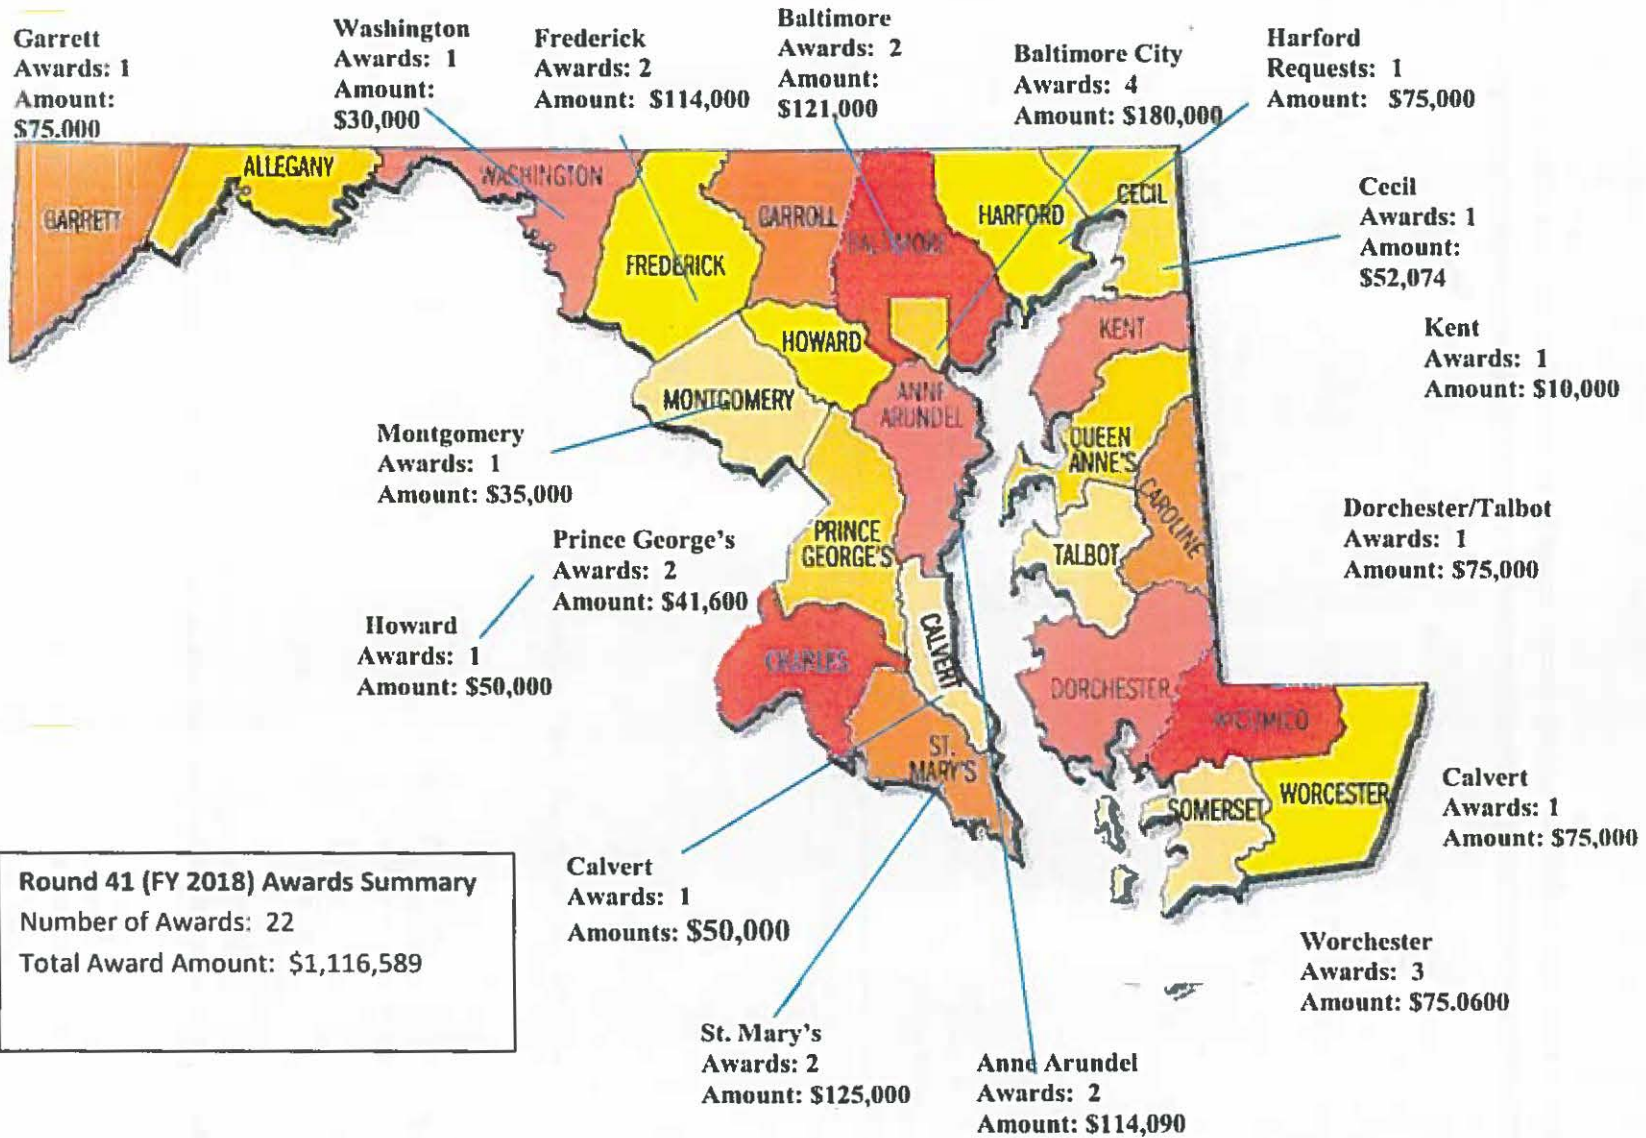 Garrett
Awards: 1
Amount:
$75.000
Washington
Awards: 1
Amount:
$30,000
Frederick
Awards: 2
Amount: $114,000
Baltimore
Awards: 2
Amount:
$121,000
Baltimore City
Awards: 4
Amount: $180,000
Harford
Requests: 1
Amount: $75,000
GARRETT
ALLEGANY
WASHINGTON
FREDERICK
CARROLL
BALTIMORE
HARFORD
CECIL
Cecil
Awards: 1
Amount:
$52,074
HOWARD
KENT
Kent
Awards: 1
Amount: $10,000
MONTGOMERY
ANNE
ARUNDEL
QUEEN
ANNE'S
CAROLINE
Montgomery
Awards: 1
Amount: $35,000
PRINCE
GEORGE'S
TALBOT
Dorchester/Talbot
Awards: 1
Amount: $75,000
Prince George's
Awards: 2
Amount: $41,600
Howard
Awards: 1
Amount: $50,000
CALVERT
CHARLES
DORCHESTER
WICOMICO
ST.
MARY'S
SOMERSET
WORCESTER
Calvert
Awards: 1
Amount: $75,000
Calvert
Awards: 1
Amounts: $50,000
Round 41 (FY 2018) Awards Summary
Number of Awards: 22
Total Award Amount: $1,116,589
Worchester
Awards: 3
Amount: $75.0600
St. Mary's
Awards: 2
Amount: $125,000
Anne Arundel
Awards: 2
Amount: $114,090